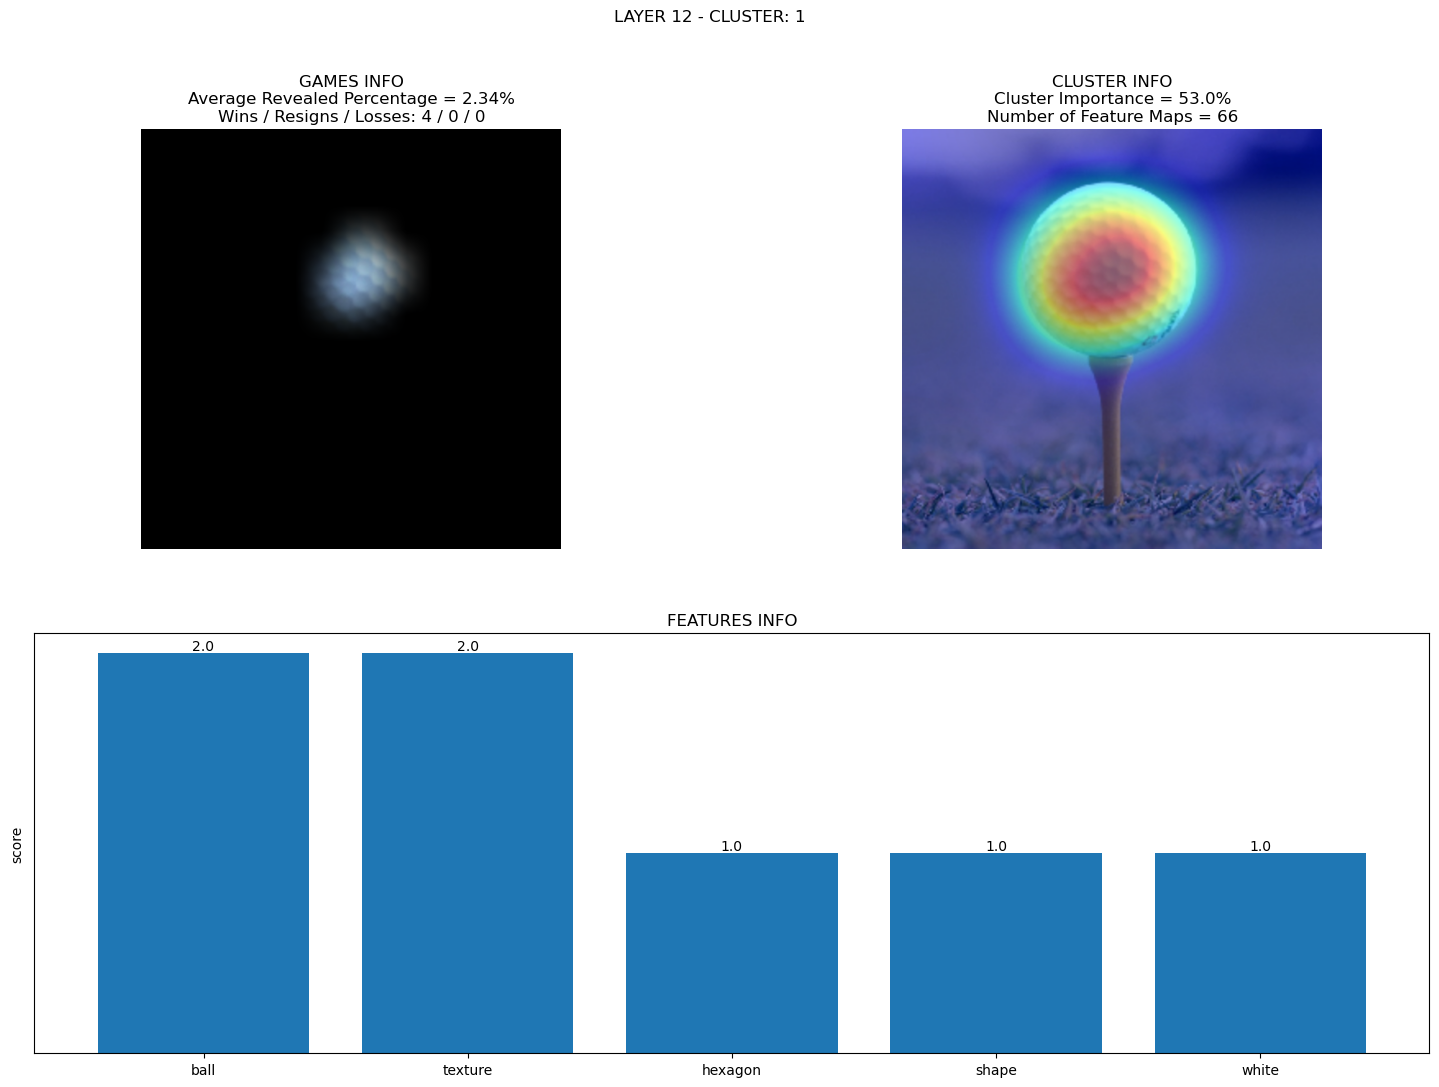 LAYER 12 - CLUSTER: 1
GAMES INFO
Average Revealed Percentage = 2.34%
Wins / Resigns / Losses: 4 / 0 / 0
CLUSTER INFO
Cluster Importance = 53.0%
Number of Feature Maps = 66
FEATURES INFO
score
2.0
2.0
1.0
1.0
1.0
ball
texture
hexagon
shape
white